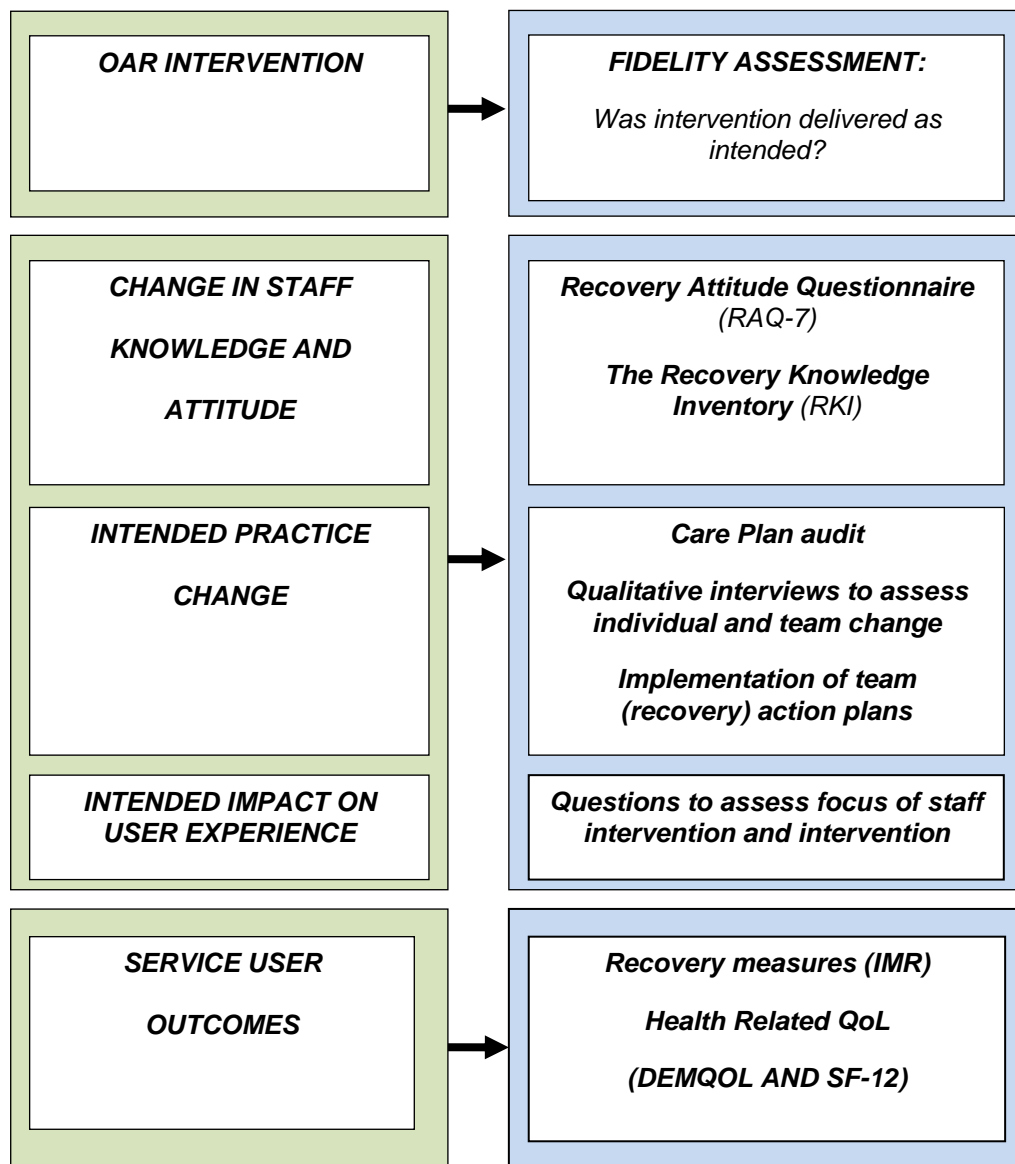 OAR INTERVENTION
FIDELITY ASSESSMENT:
Was intervention delivered as
intended?
CHANGE IN STAFF
KNOWLEDGE AND
ATTITUDE
Recovery Attitude Questionnaire
(RAQ-7)
The Recovery Knowledge
Inventory (RKI)
INTENDED PRACTICE
CHANGE
Care Plan audit
Qualitative interviews to assess
individual and team change
Implementation of team
(recovery) action plans
INTENDED IMPACT ON
USER EXPERIENCE
Questions to assess focus of staff
intervention and intervention
SERVICE USER
OUTCOMES
Recovery measures (IMR)
Health Related QoL
(DEMQOL AND SF-12)